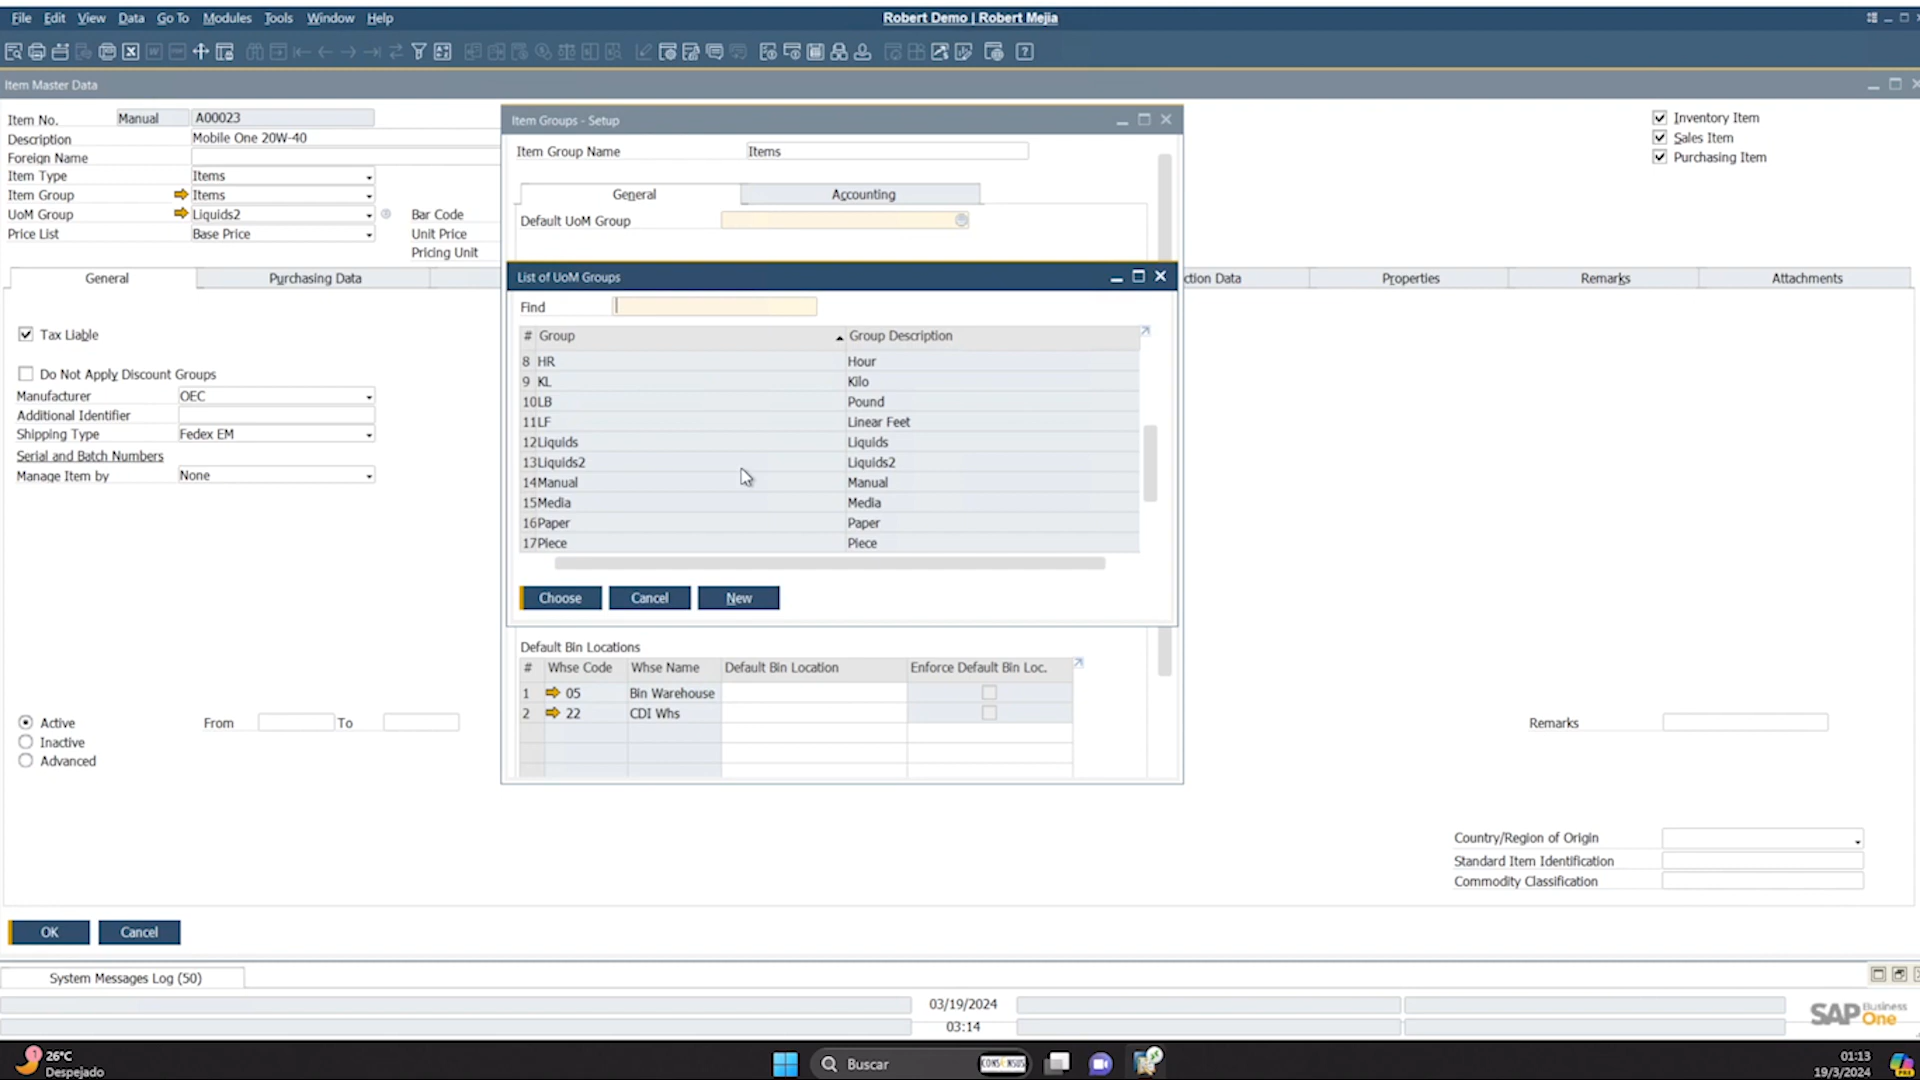 File Edit View Data Go To Modules Tools Window Help
Robert Demo | Robert Mejia
Item Master Data
Item No. Manual A00023
Description Mobile One 20W-40
Foreign Name
Item Type Items
Item Group Items
UoM Group Liquids2 Bar Code
Price List Base Price Unit Price
Pricing Unit
Inventory Item
Sales Item
Purchasing Item
General Purchasing Data ction Data Properties Remarks Attachments
Tax Liable
Do Not Apply Discount Groups
Manufacturer OEC
Additional Identifier
Shipping Type Fedex EM
Serial and Batch Numbers
Manage Item by None
Active From To
Inactive
Advanced
Remarks
Country/Region of Origin
Standard Item Identification
Commodity Classification
OK Cancel
Item Groups - Setup
Item Group Name Items
General Accounting
Default UoM Group
List of UoM Groups
Find
# Group Group Description
8 HR Hour
9 KL Kilo
10 LB Pound
11 LF Linear Feet
12 Liquids Liquids
13 Liquids2 Liquids2
14 Manual Manual
15 Media Media
16 Paper Paper
17 Piece Piece
Choose Cancel New
Default Bin Locations
# Whse Code Whse Name Default Bin Location Enforce Default Bin Loc.
1 05 Bin Warehouse
2 22 CDI Whs
System Messages Log (50)
03/19/2024
03:14
SAP Business One
1
26°C
Despejado
Buscar
CONSENSUS
01:13
19/3/2024
PRE